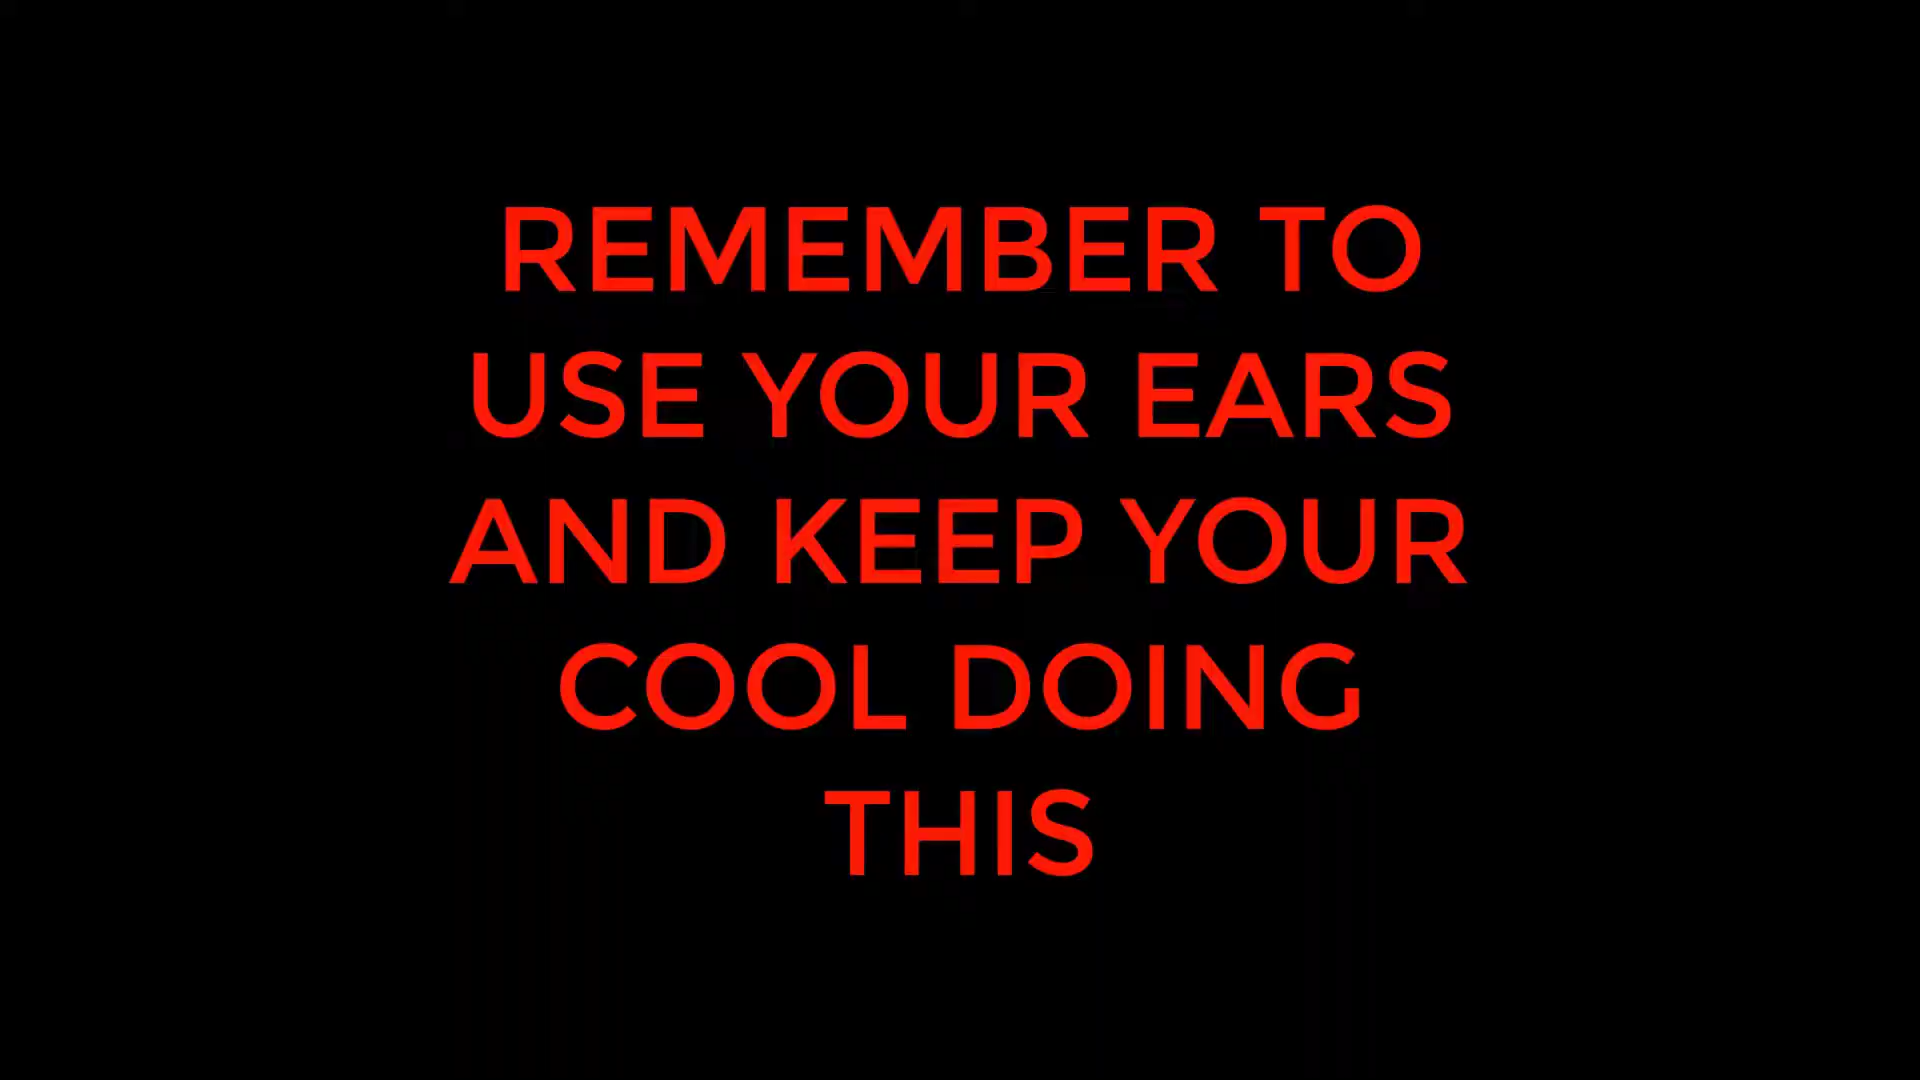 REMEMBER TO
USE YOUR EARS
AND KEEP YOUR
COOL DOING
THIS